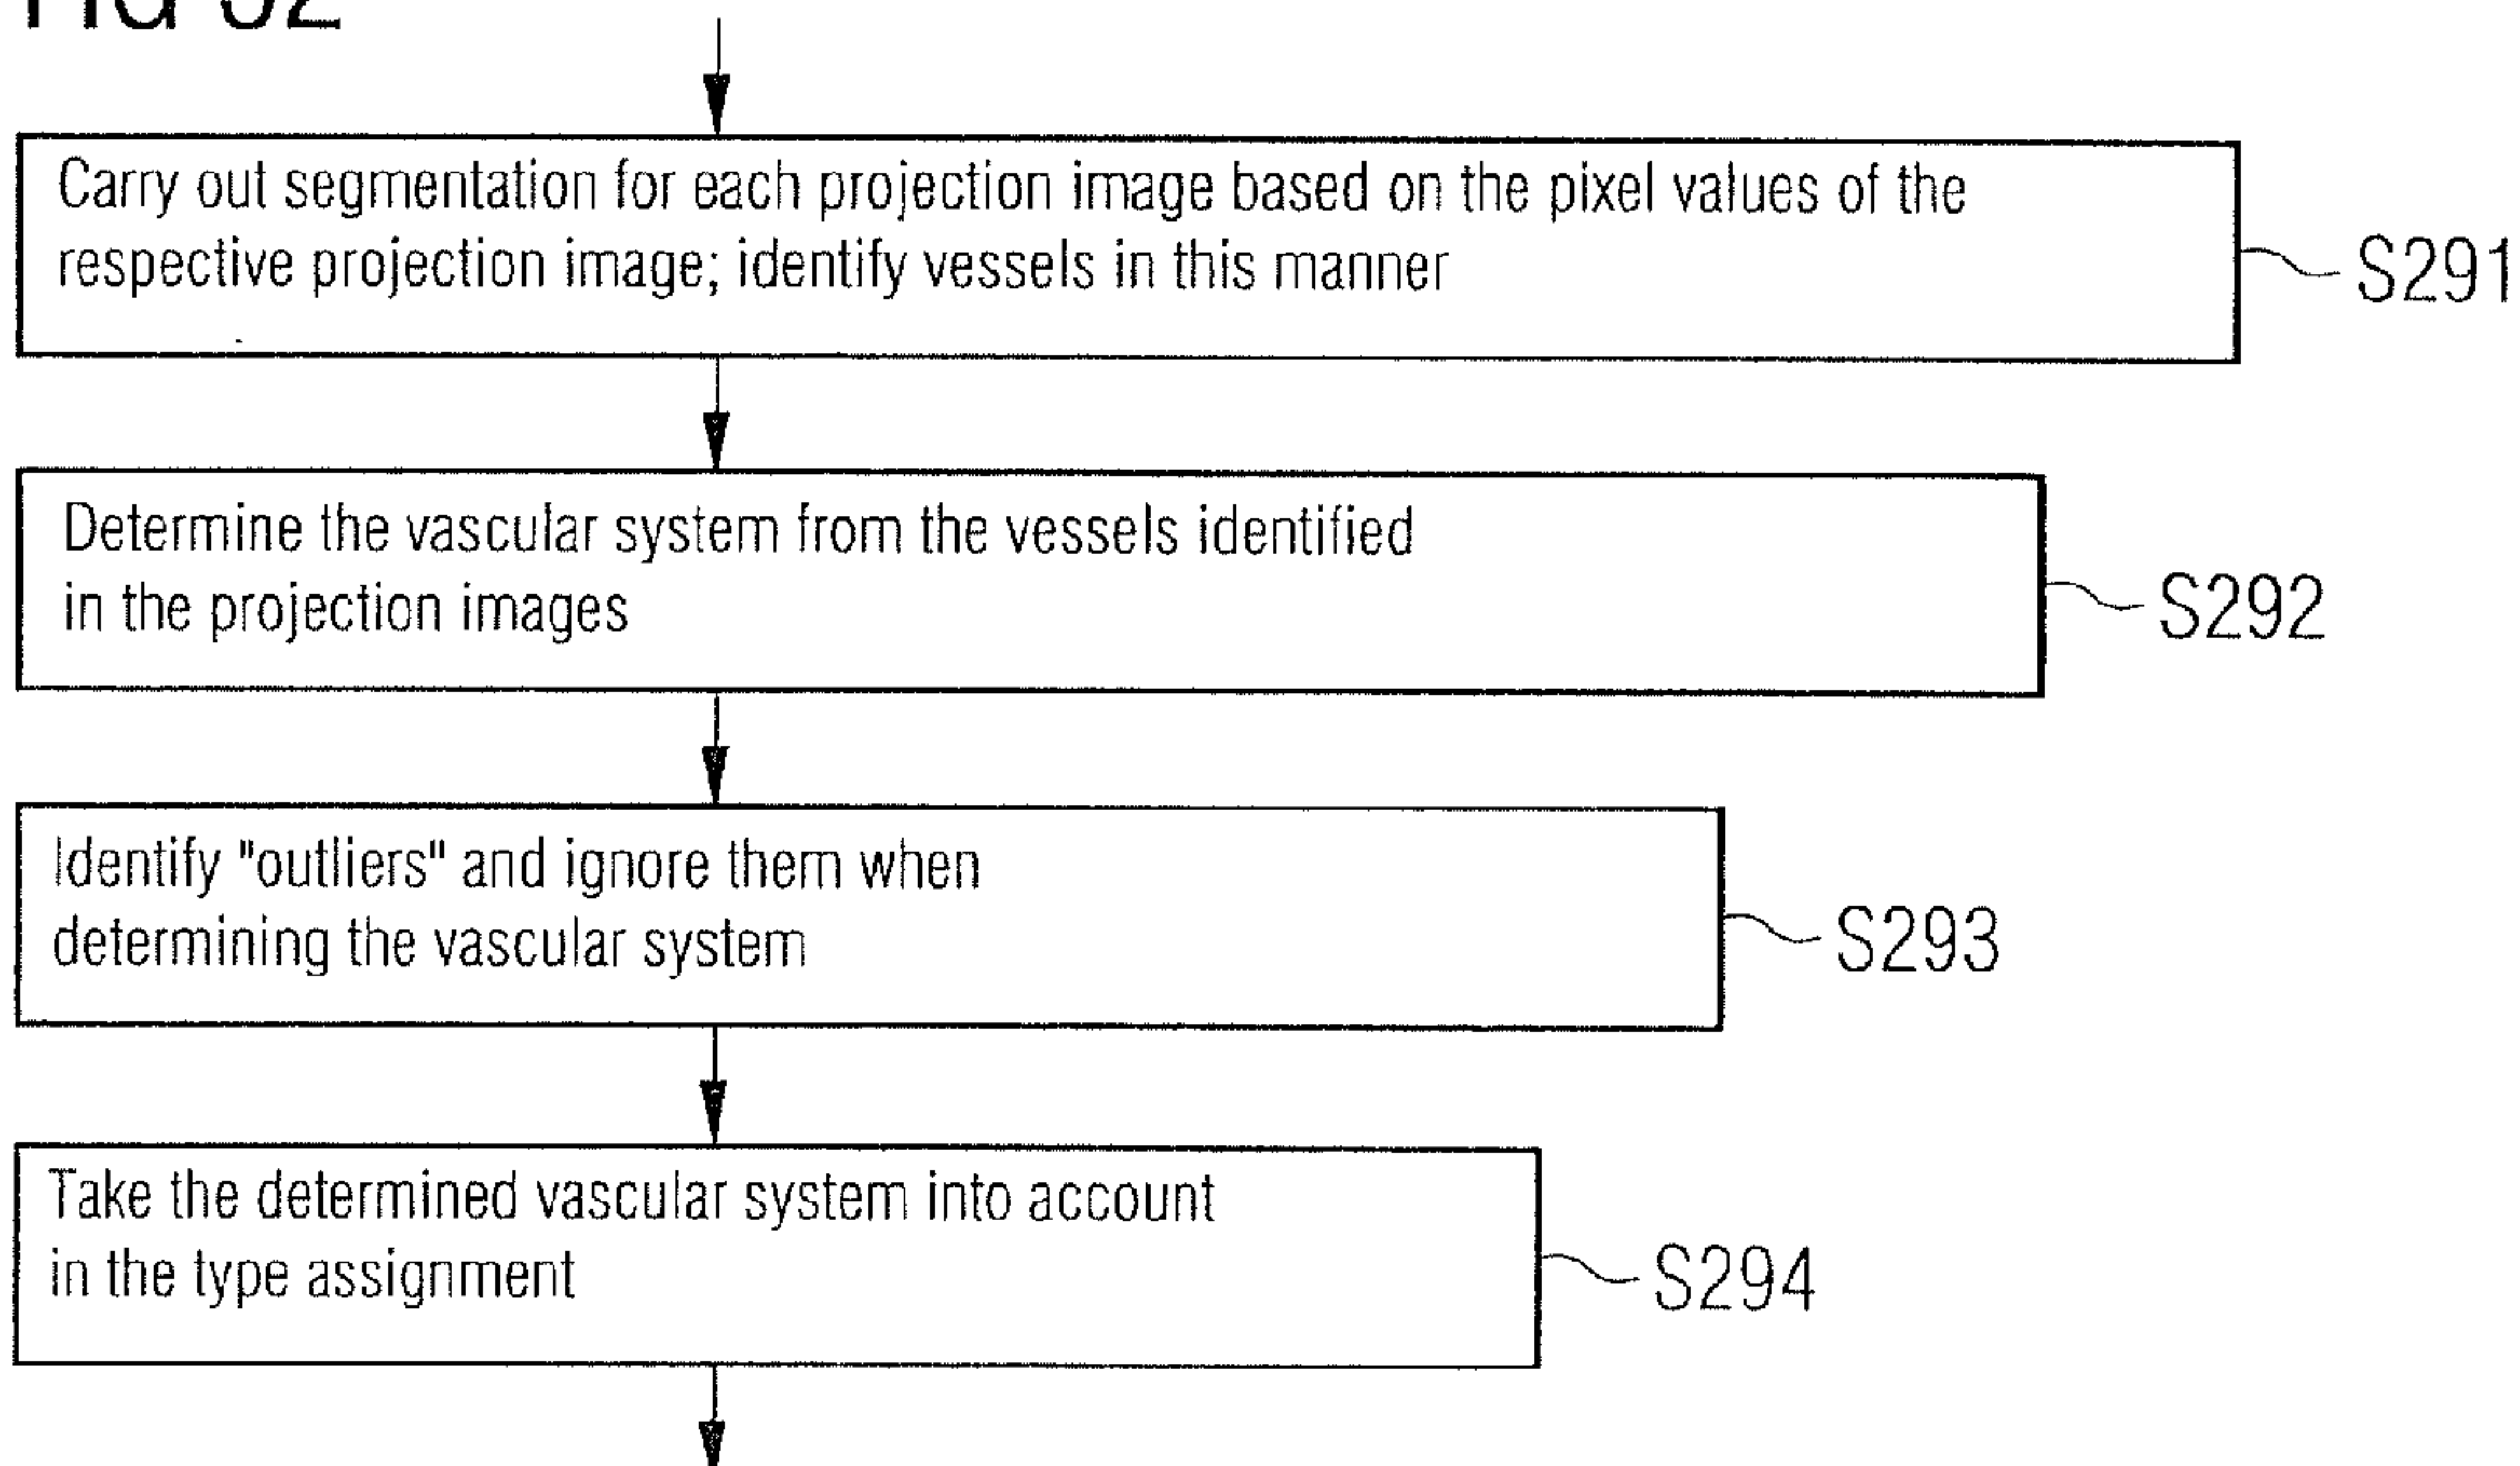 FIG 32
Carry out segmentation for each projection image based on the pixel values of the
respective projection image; identify vessels in this manner
S291
Determine the vascular system from the vessels identified
in the projection images
S292
Identify "outliers" and ignore them when
determining the vascular system
S293
Take the determined vascular system into account
in the type assignment
S294